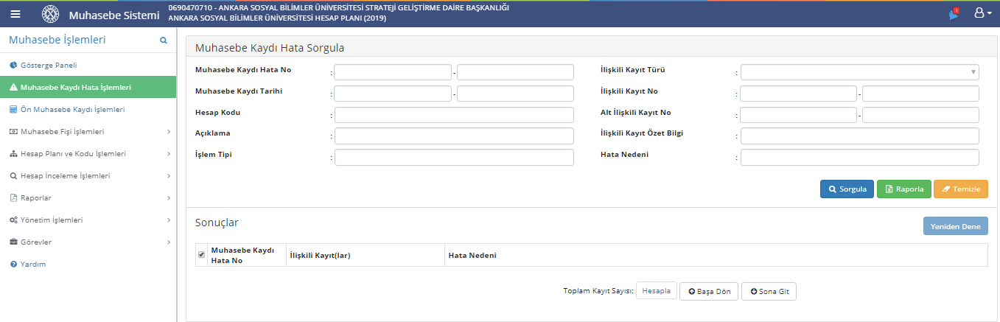 Muhasebe Sistemi
0690470710 - ANKARA SOSYAL BİLİMLER ÜNİVERSİTESİ STRATEJİ GELİŞTİRME DAİRE BAŞKANLIĞI
ANKARA SOSYAL BİLİMLER ÜNİVERSİTESİ HESAP PLANI (2019)
Muhasebe İşlemleri
Gösterge Paneli
Muhasebe Kaydı Hata İşlemleri
Ön Muhasebe Kaydı İşlemleri
Muhasebe Fişi İşlemleri
Hesap Planı ve Kodu İşlemleri
Hesap İnceleme İşlemleri
Raporlar
Yönetim İşlemleri
Görevler
Yardım
Muhasebe Kaydı Hata Sorgula
Muhasebe Kaydı Hata No : -
İlişkili Kayıt Türü :
Muhasebe Kaydı Tarihi : -
İlişkili Kayıt No : -
Hesap Kodu :
Alt İlişkili Kayıt No : -
Açıklama :
İlişkili Kayıt Özet Bilgi :
İşlem Tipi :
Hata Nedeni :
Sorgula Raporla Temizle
Sonuçlar
Yeniden Dene
Muhasebe Kaydı
Hata No
İlişkili Kayıt(lar)
Hata Nedeni
Toplam Kayıt Sayısı: Hesapla Başa Dön Sona Git